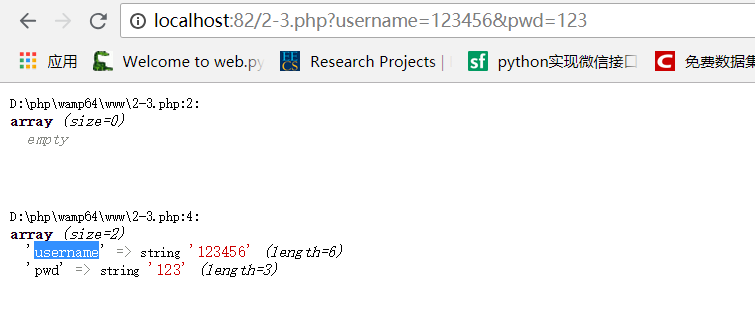 localhost:82/2-3.php?username=123456&pwd=123
应用 Welcome to web.py EECS Research Projects | sf python实现微信接口 C 免费数据集
D:\php\wamp64\www\2-3.php:2:
array (size=0)
empty
D:\php\wamp64\www\2-3.php:4:
array (size=2)
'username' => string '123456' (length=6)
'pwd' => string '123' (length=3)